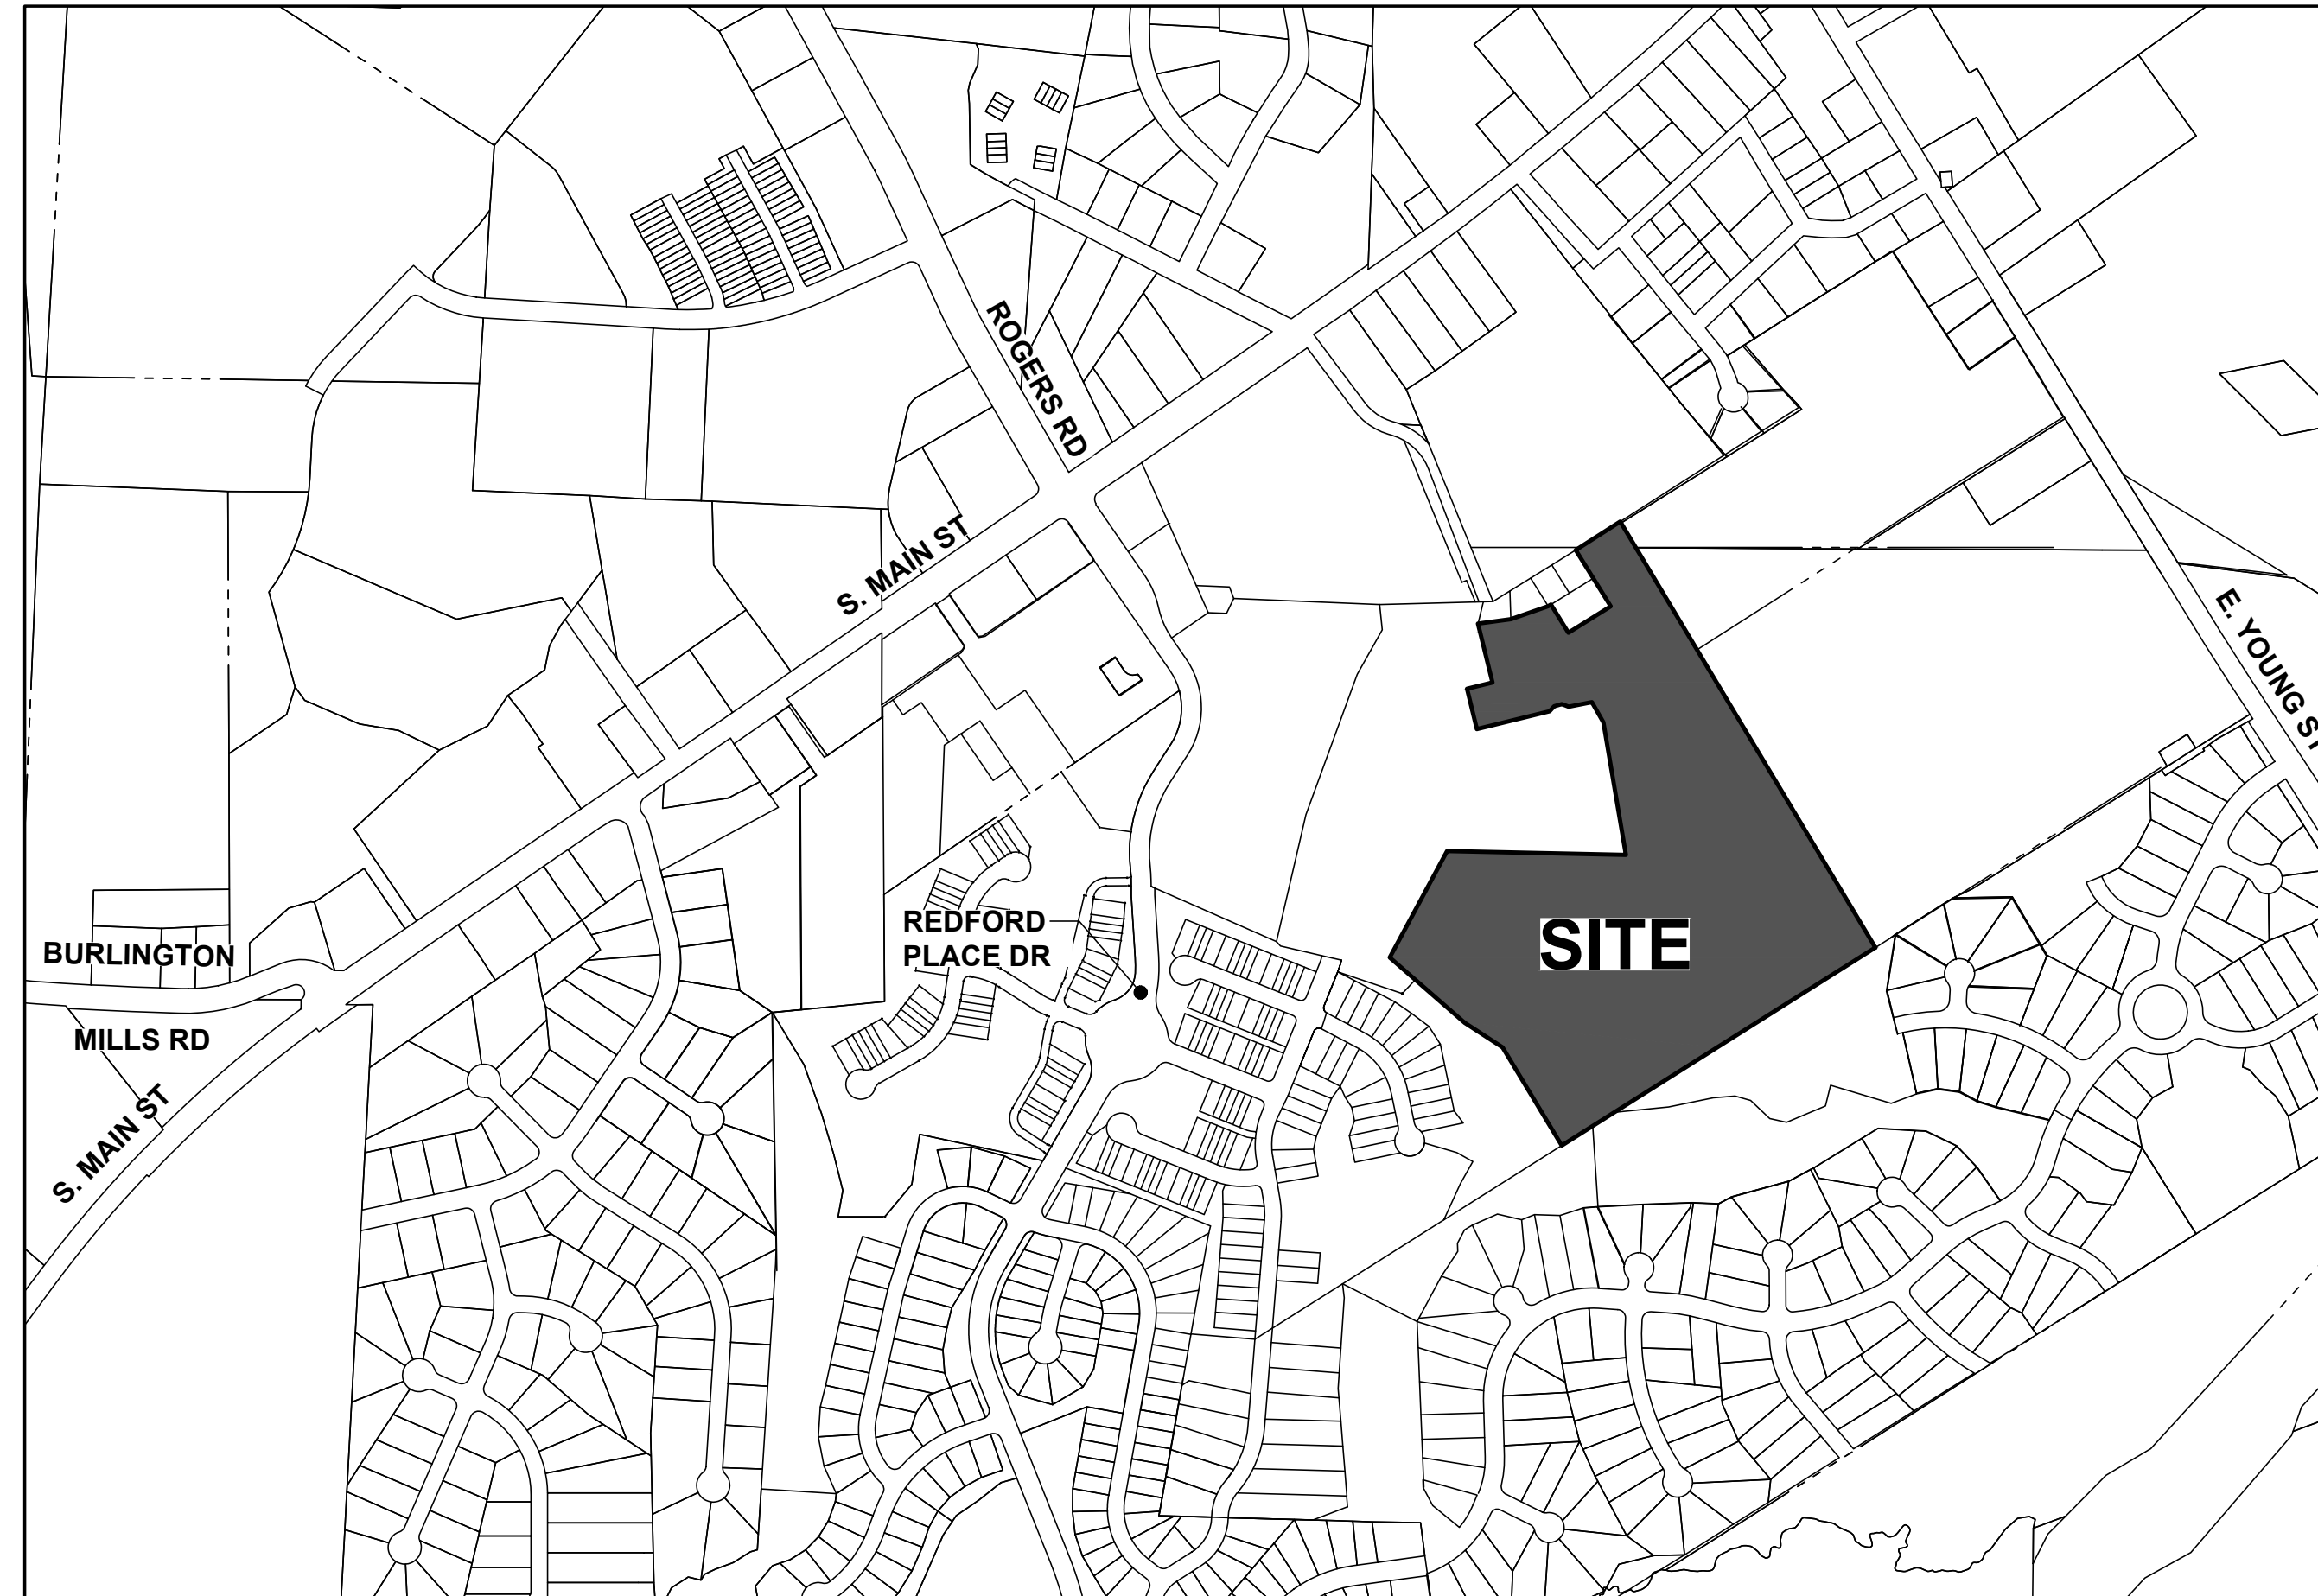 ROGERS RD
S. MAIN ST
E. YOUNG ST
REDFORD
PLACE DR
SITE
BURLINGTON
MILLS RD
S. MAIN ST